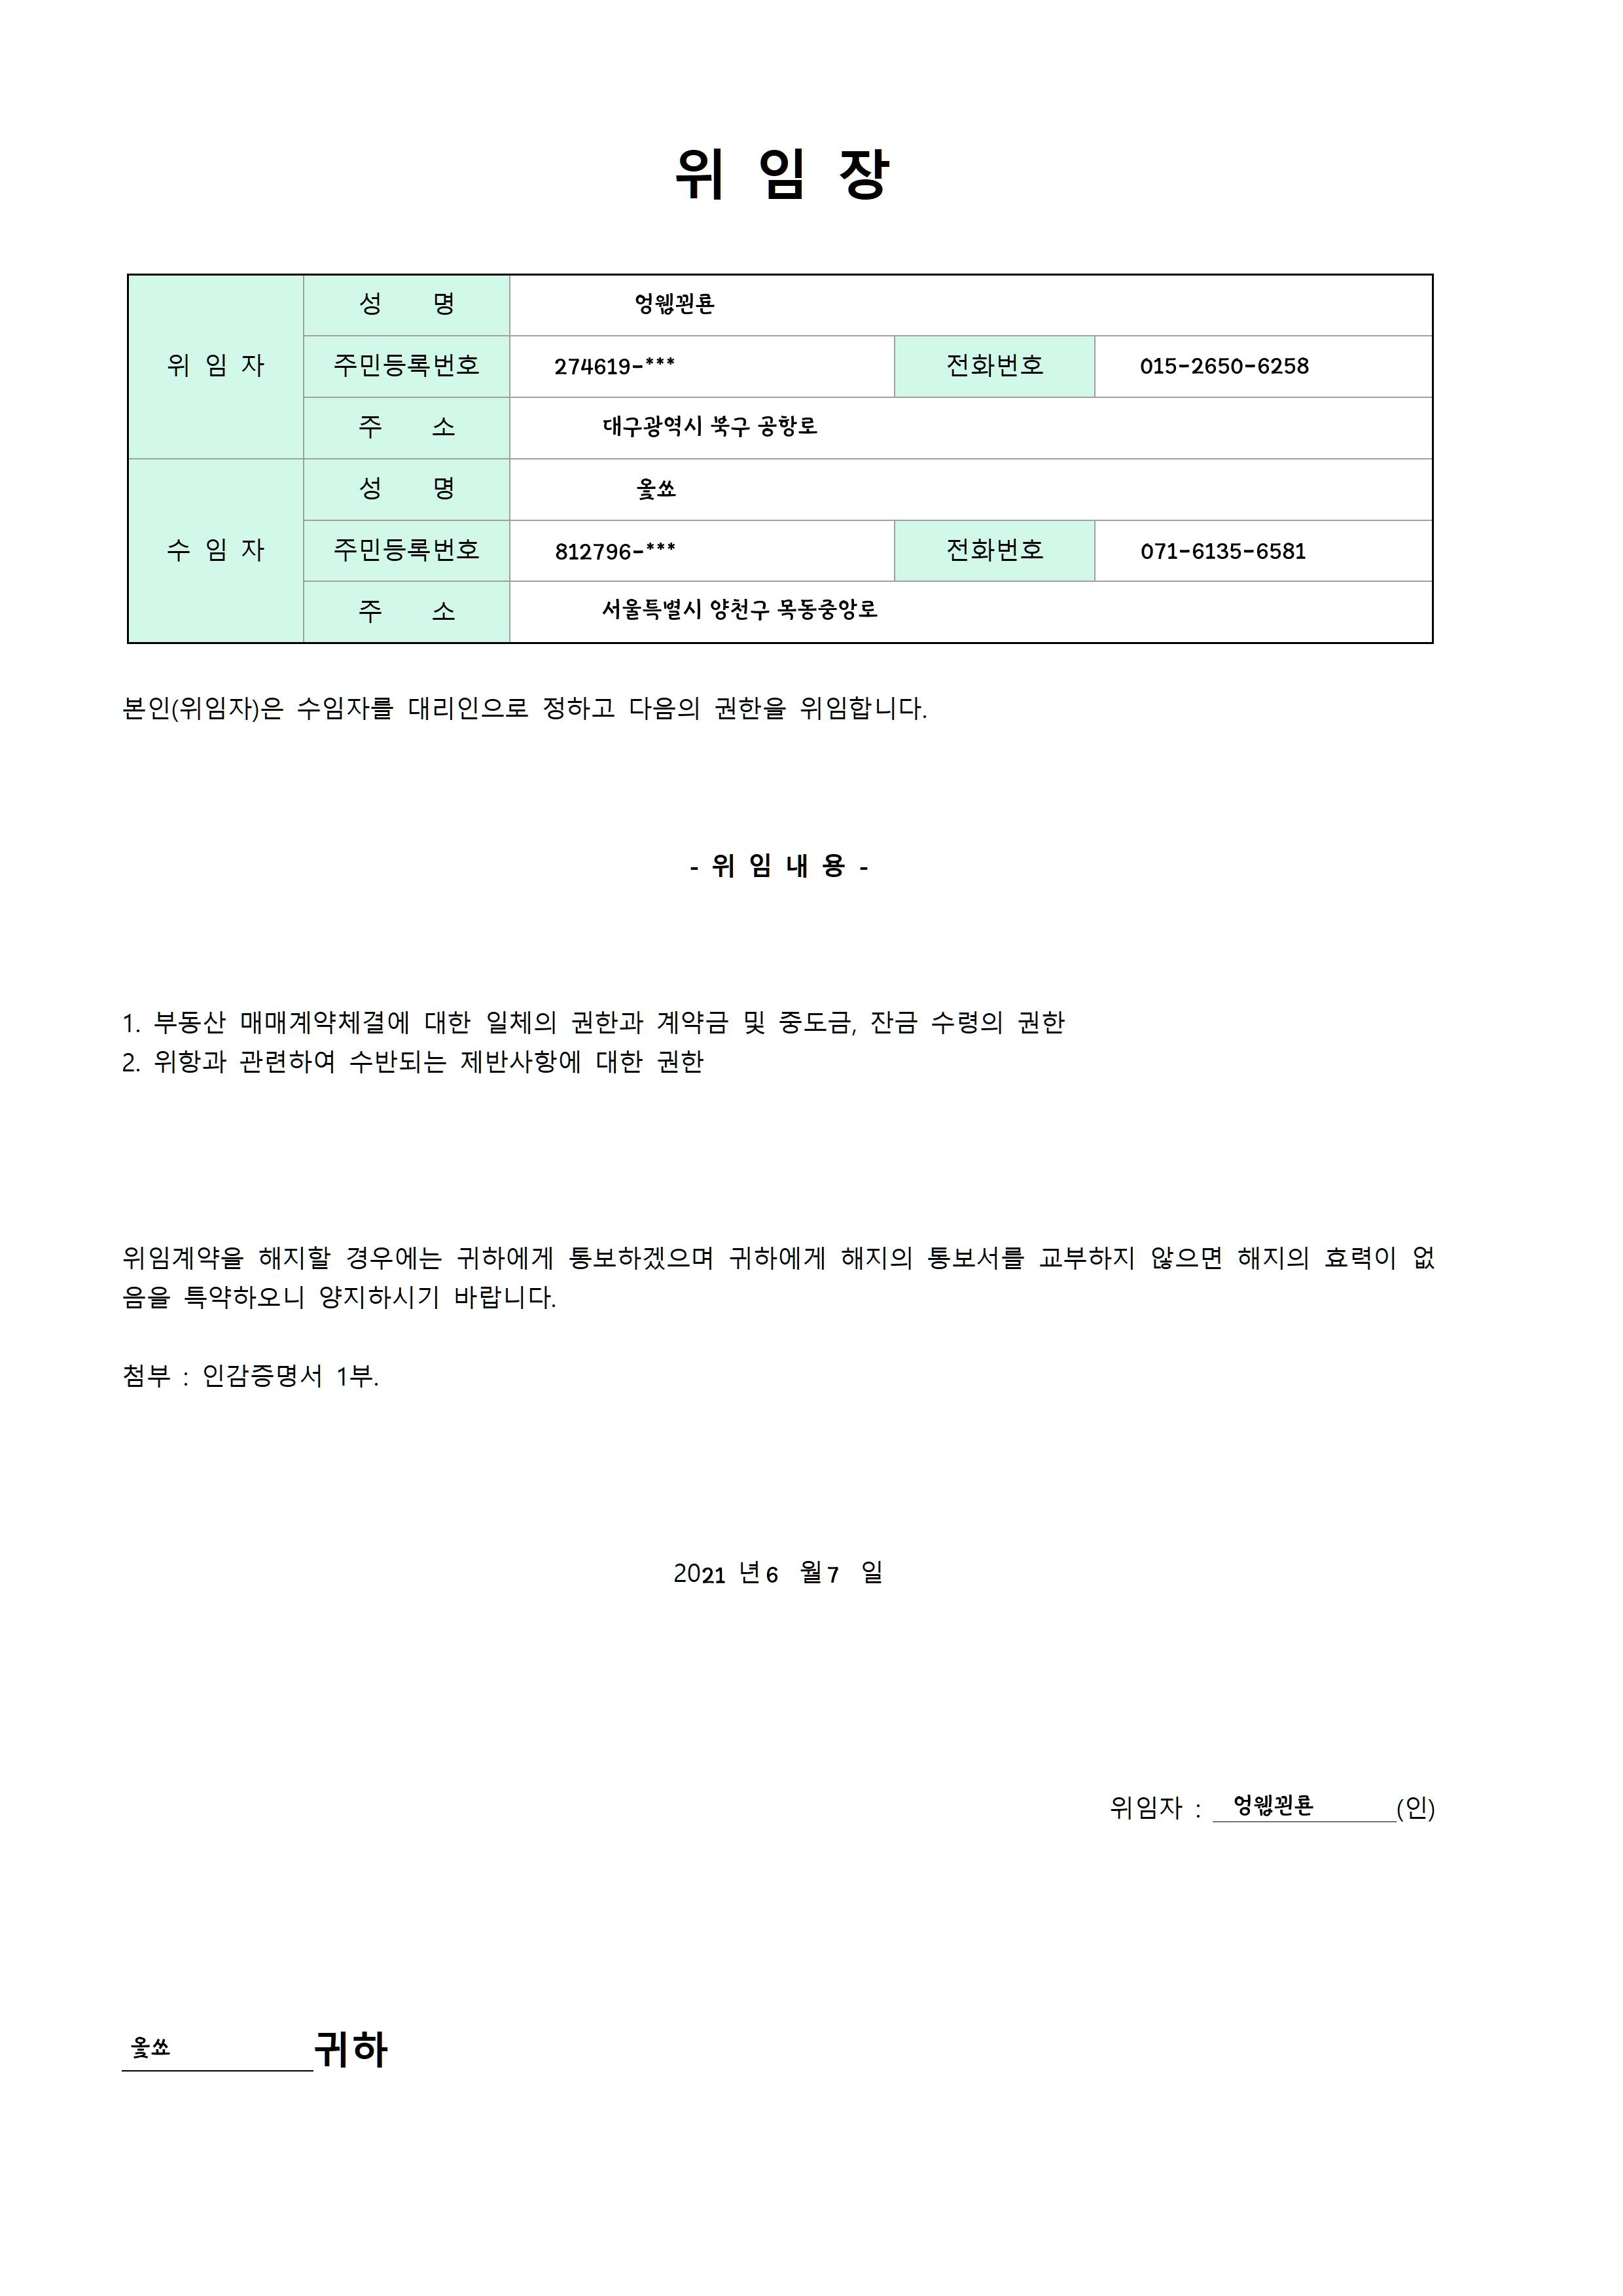 위 임 장
위 임 자
성 명 엉웳뀐툔
주민등록번호 274619-*** 전화번호 015-2650-6258
주 소 대구광역시 북구 공항로
수 임 자
성 명
주민등록번호 812796-*** 전화번호 071-6135-6581
주 소 서울특별시 양천구 목동중앙로
본인(위임자)은 수임자를 대리인으로 정하고 다음의 권한을 위임합니다.
- 위 임 내 용 -
1. 부동산 매매계약체결에 대한 일체의 권한과 계약금 및 중도금, 잔금 수령의 권한
2. 위항과 관련하여 수반되는 제반사항에 대한 권한
위임계약을 해지할 경우에는 귀하에게 통보하겠으며 귀하에게 해지의 통보서를 교부하지 않으면 해지의 효력이 없
음을 특약하오니 양지하시기 바랍니다.
첨부 : 인감증명서 1부.
2021 년 6 월 7 일
위임자 : (인)
귀하